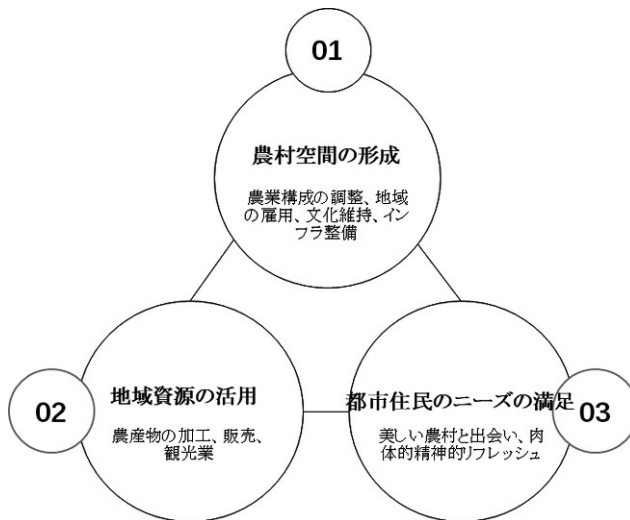 01
農村空間の形成
農業構成の調整、地域
の雇用、文化維持、イン
フラ整備
02
地域資源の活用
農産物の加工、販売、
観光業
都市住民のニーズの満足
03
美しい農村と出会い、肉
体的精神的リフレッシュ